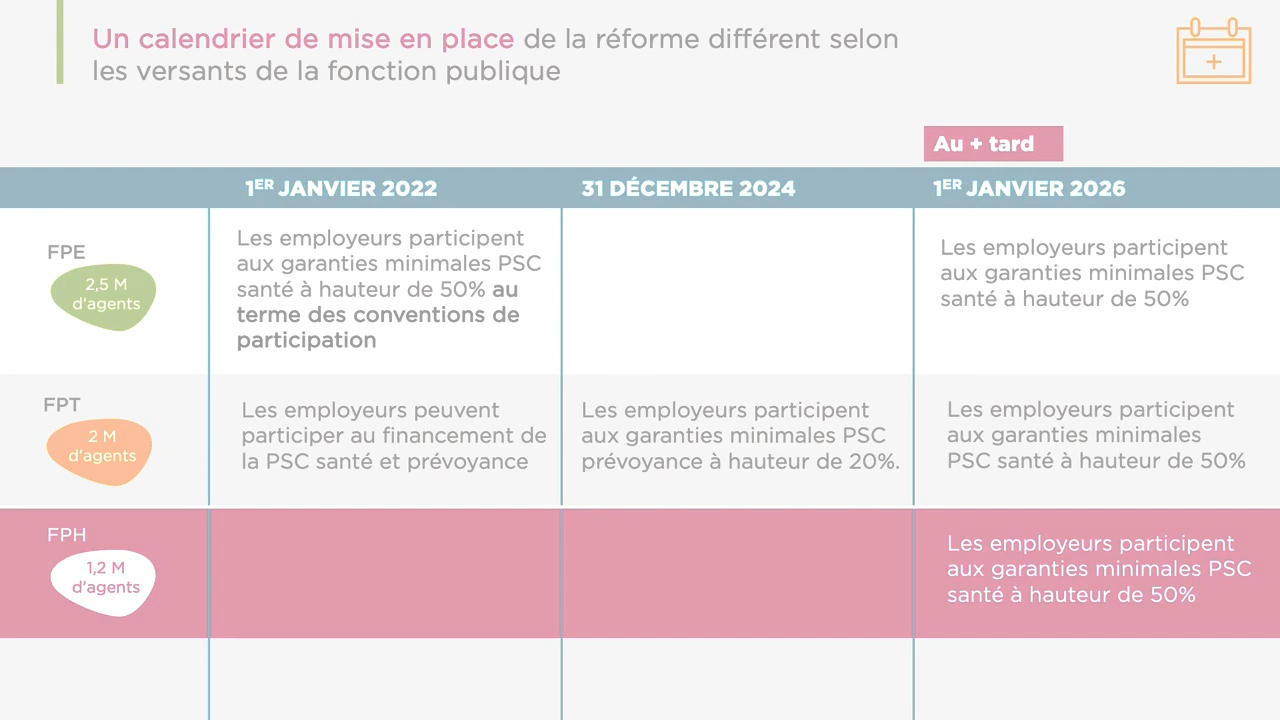 Un calendrier de mise en place de la réforme différent selon
les versants de la fonction publique
Au + tard
1ER JANVIER 2022
31 DÉCEMBRE 2024
1ER JANVIER 2026
FPE
2,5 M
d'agents
Les employeurs participent
aux garanties minimales PSC
santé à hauteur de 50% au
terme des conventions de
participation
Les employeurs participent
aux garanties minimales PSC
santé à hauteur de 50%
FPT
2 M
d'agents
Les employeurs peuvent
participer au financement de
la PSC santé et prévoyance
Les employeurs participent
aux garanties minimales PSC
prévoyance à hauteur de 20%.
Les employeurs participent
aux garanties minimales
PSC santé à hauteur de 50%
FPH
1,2 M
d'agents
Les employeurs participent
aux garanties minimales PSC
santé à hauteur de 50%